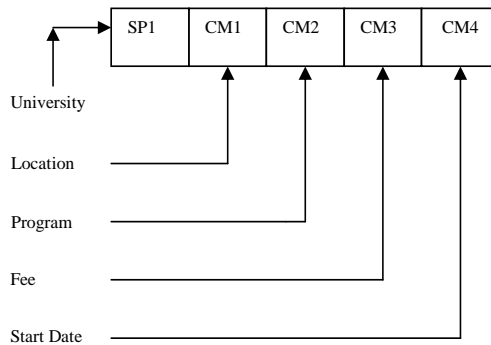 SP1 CM1 CM2 CM3 CM4
University
Location
Program
Fee
Start Date